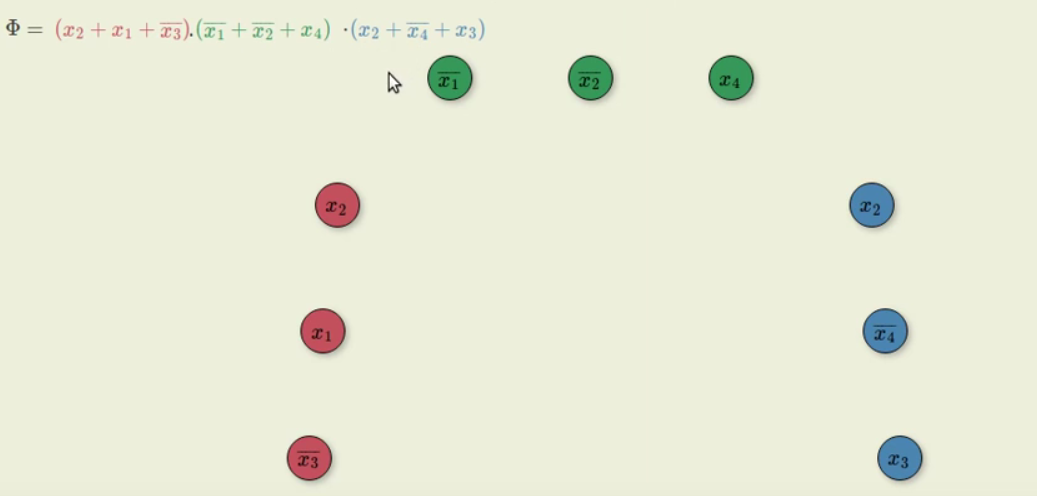 Φ = (x₂ + x₁ + x̅₃).(x̅₁ + x̅₂ + x₄) ·(x₂ + x̅₄ + x₃)
x̅₁ x̅₂ x₄
x₂ x₂
x₁ x̅₄
x̅₃ x₃